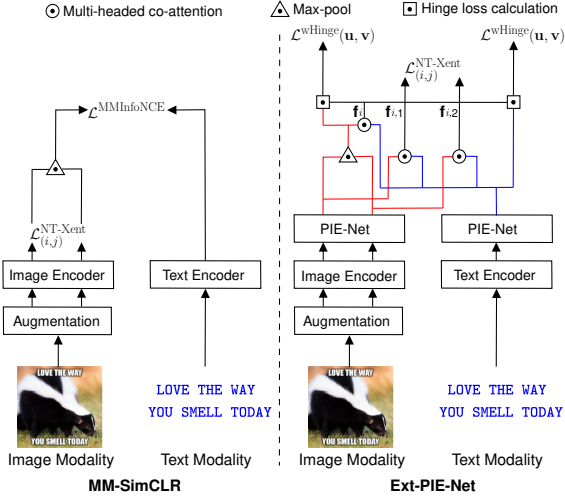 Multi-headed co-attention
Max-pool
Hinge loss calculation
ℒ^wHinge(u, v)
ℒ^wHinge(u, v)
ℒ^NT-Xent_(i,j)
ℒ^MMInfoNCE
f_i
f_i,1
f_i,2
ℒ^NT-Xent_(i,j)
PIE-Net
PIE-Net
Image Encoder
Text Encoder
Image Encoder
Text Encoder
Augmentation
Augmentation
LOVE THE WAY
YOU SMELL TODAY
LOVE THE WAY
YOU SMELL TODAY
LOVE THE WAY
YOU SMELL TODAY
LOVE THE WAY
YOU SMELL TODAY
Image Modality
Text Modality
Image Modality
Text Modality
MM-SimCLR
Ext-PIE-Net